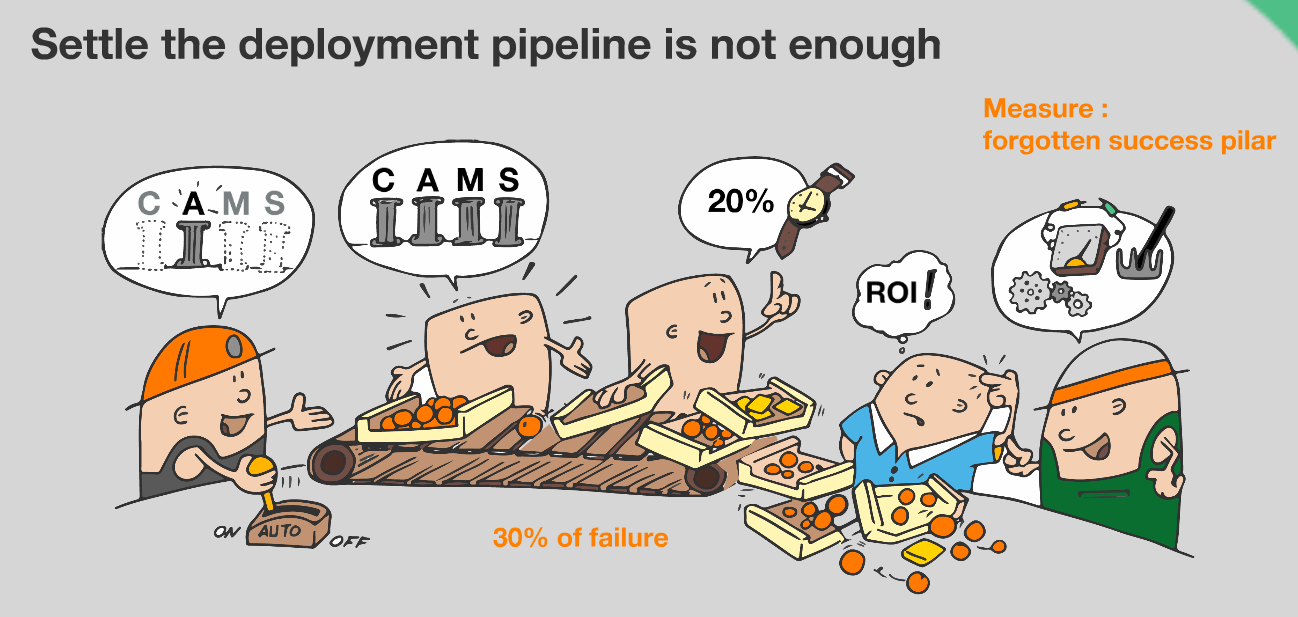 Settle the deployment pipeline is not enough
Measure :
forgotten success pilar
C A M S
C A M S
20%
ROI !
ON AUTO OFF
30% of failure